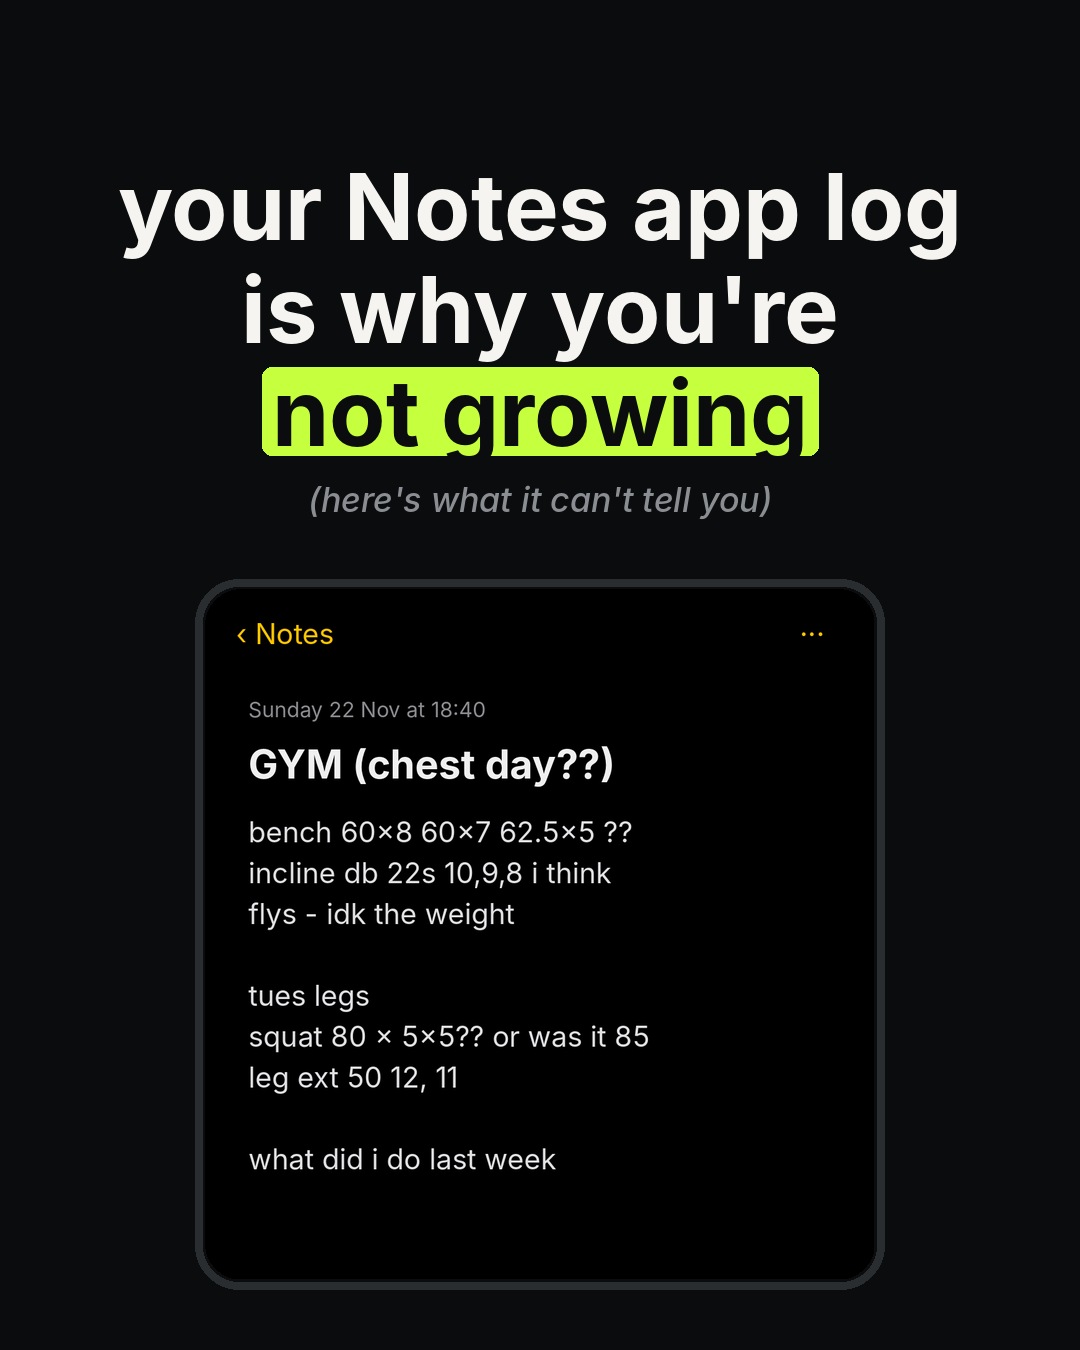 your Notes app log
is why you're
not growing
(here's what it can't tell you)
‹ Notes
···
Sunday 22 Nov at 18:40
GYM (chest day??)
bench 60×8 60×7 62.5×5 ??
incline db 22s 10,9,8 i think
flys - idk the weight
tues legs
squat 80 × 5×5?? or was it 85
leg ext 50 12, 11
what did i do last week